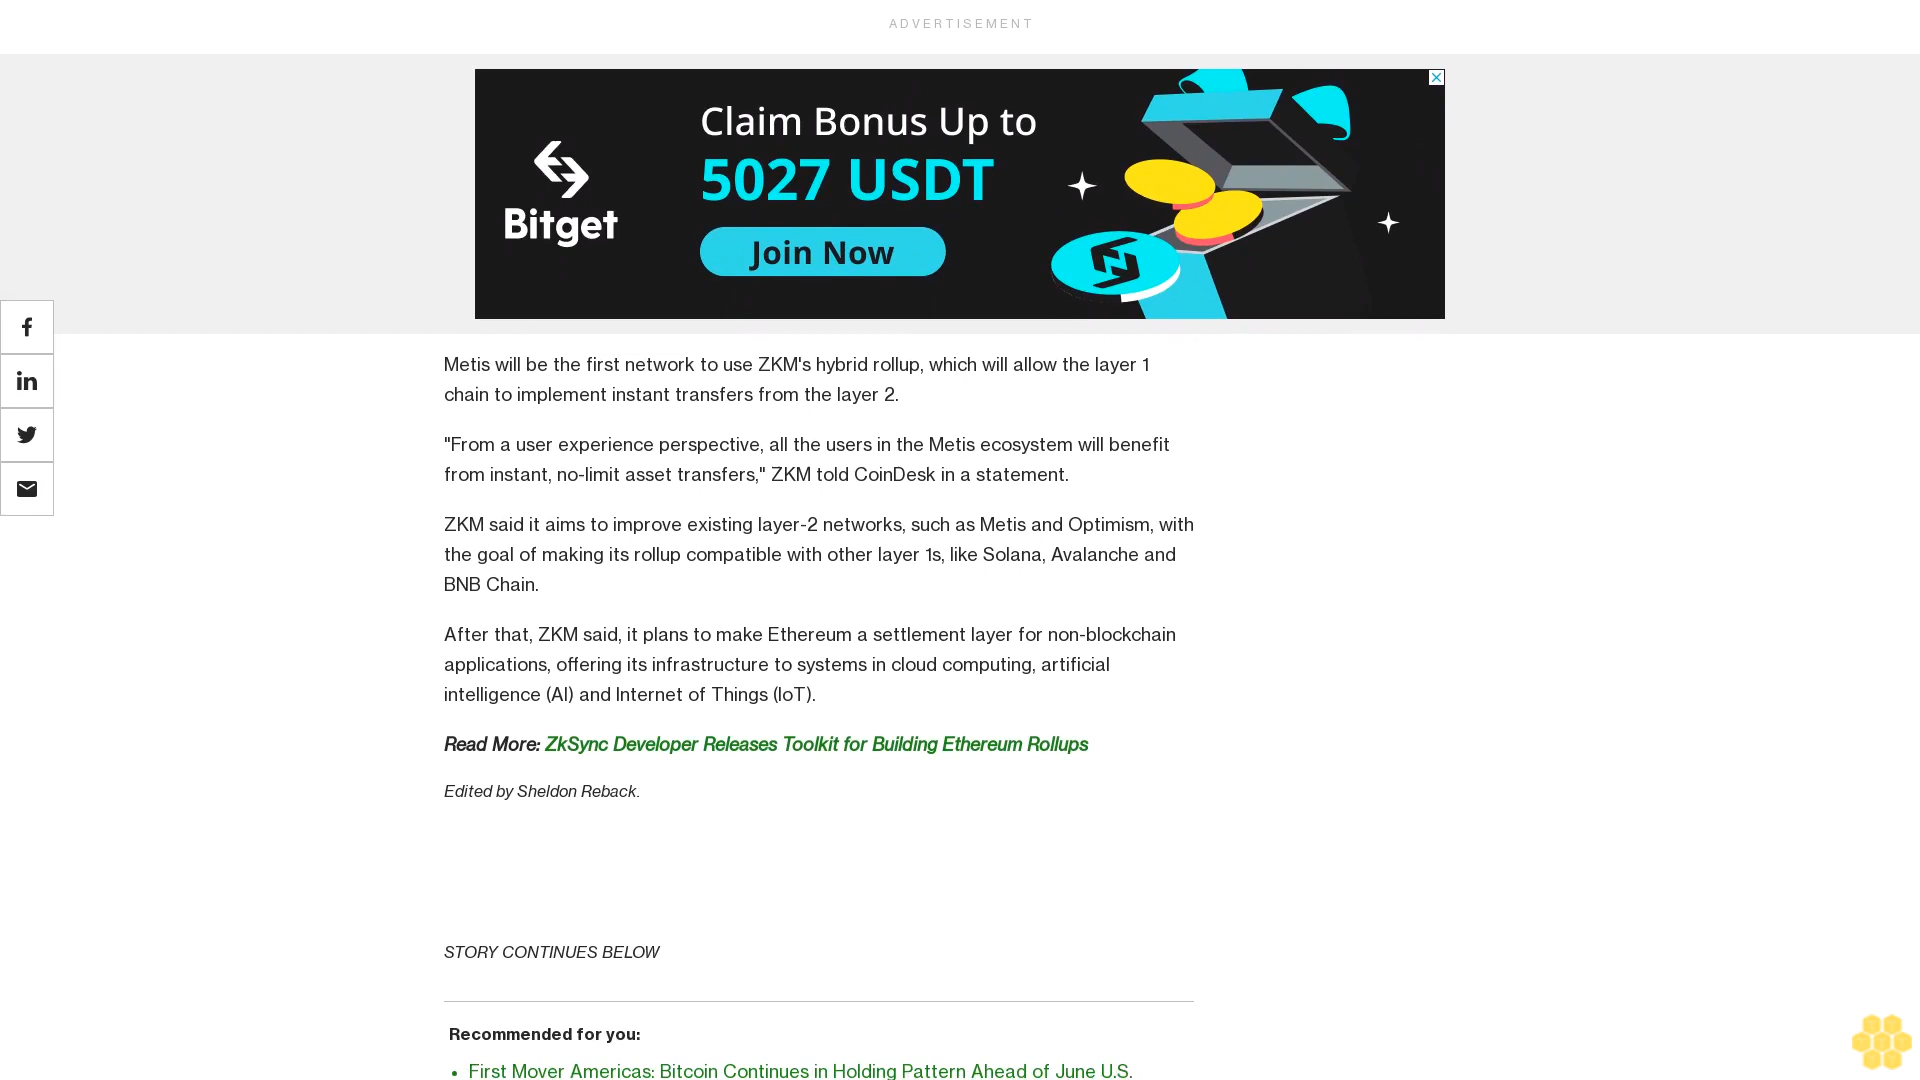 ADVERTISEMENT
Bitget
Claim Bonus Up to
5027 USDT
Join Now
Metis will be the first network to use ZKM's hybrid rollup, which will allow the layer 1
chain to implement instant transfers from the layer 2.
"From a user experience perspective, all the users in the Metis ecosystem will benefit
from instant, no-limit asset transfers," ZKM told CoinDesk in a statement.
ZKM said it aims to improve existing layer-2 networks, such as Metis and Optimism, with
the goal of making its rollup compatible with other layer 1s, like Solana, Avalanche and
BNB Chain.
After that, ZKM said, it plans to make Ethereum a settlement layer for non-blockchain
applications, offering its infrastructure to systems in cloud computing, artificial
intelligence (AI) and Internet of Things (IoT).
Read More: ZkSync Developer Releases Toolkit for Building Ethereum Rollups
Edited by Sheldon Reback.
STORY CONTINUES BELOW
Recommended for you:
• First Mover Americas: Bitcoin Continues in Holding Pattern Ahead of June U.S.